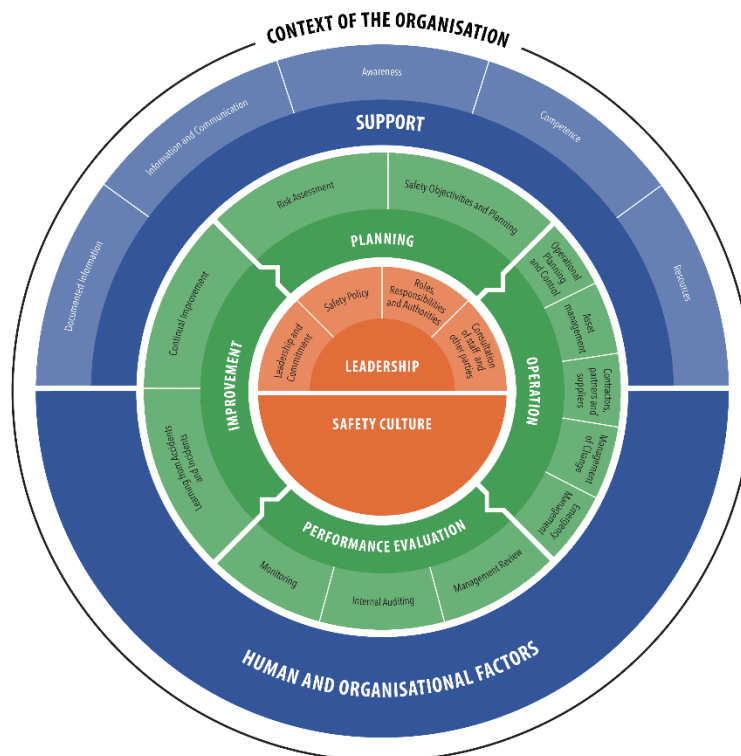 CONTEXT OF THE ORGANISATION
Awareness
Information and Communication
Competence
Documented Information
Resources
SUPPORT
Risk Assessment
Safety Objectivities and Planning
PLANNING
Continual Improvement
Learning from Accidents
and Incidents
IMPROVEMENT
Operational
Planning
and Control
Asset
management
Contractors,
partners and
suppliers
Management
of Change
Emergency
Management
OPERATION
Leadership and
Commitment
Safety Policy
Roles,
Responsibilities
and Authorities
Consultation
of staff and
other parties
LEADERSHIP
SAFETY CULTURE
PERFORMANCE EVALUATION
Monitoring
Internal Auditing
Management Review
HUMAN AND ORGANISATIONAL FACTORS